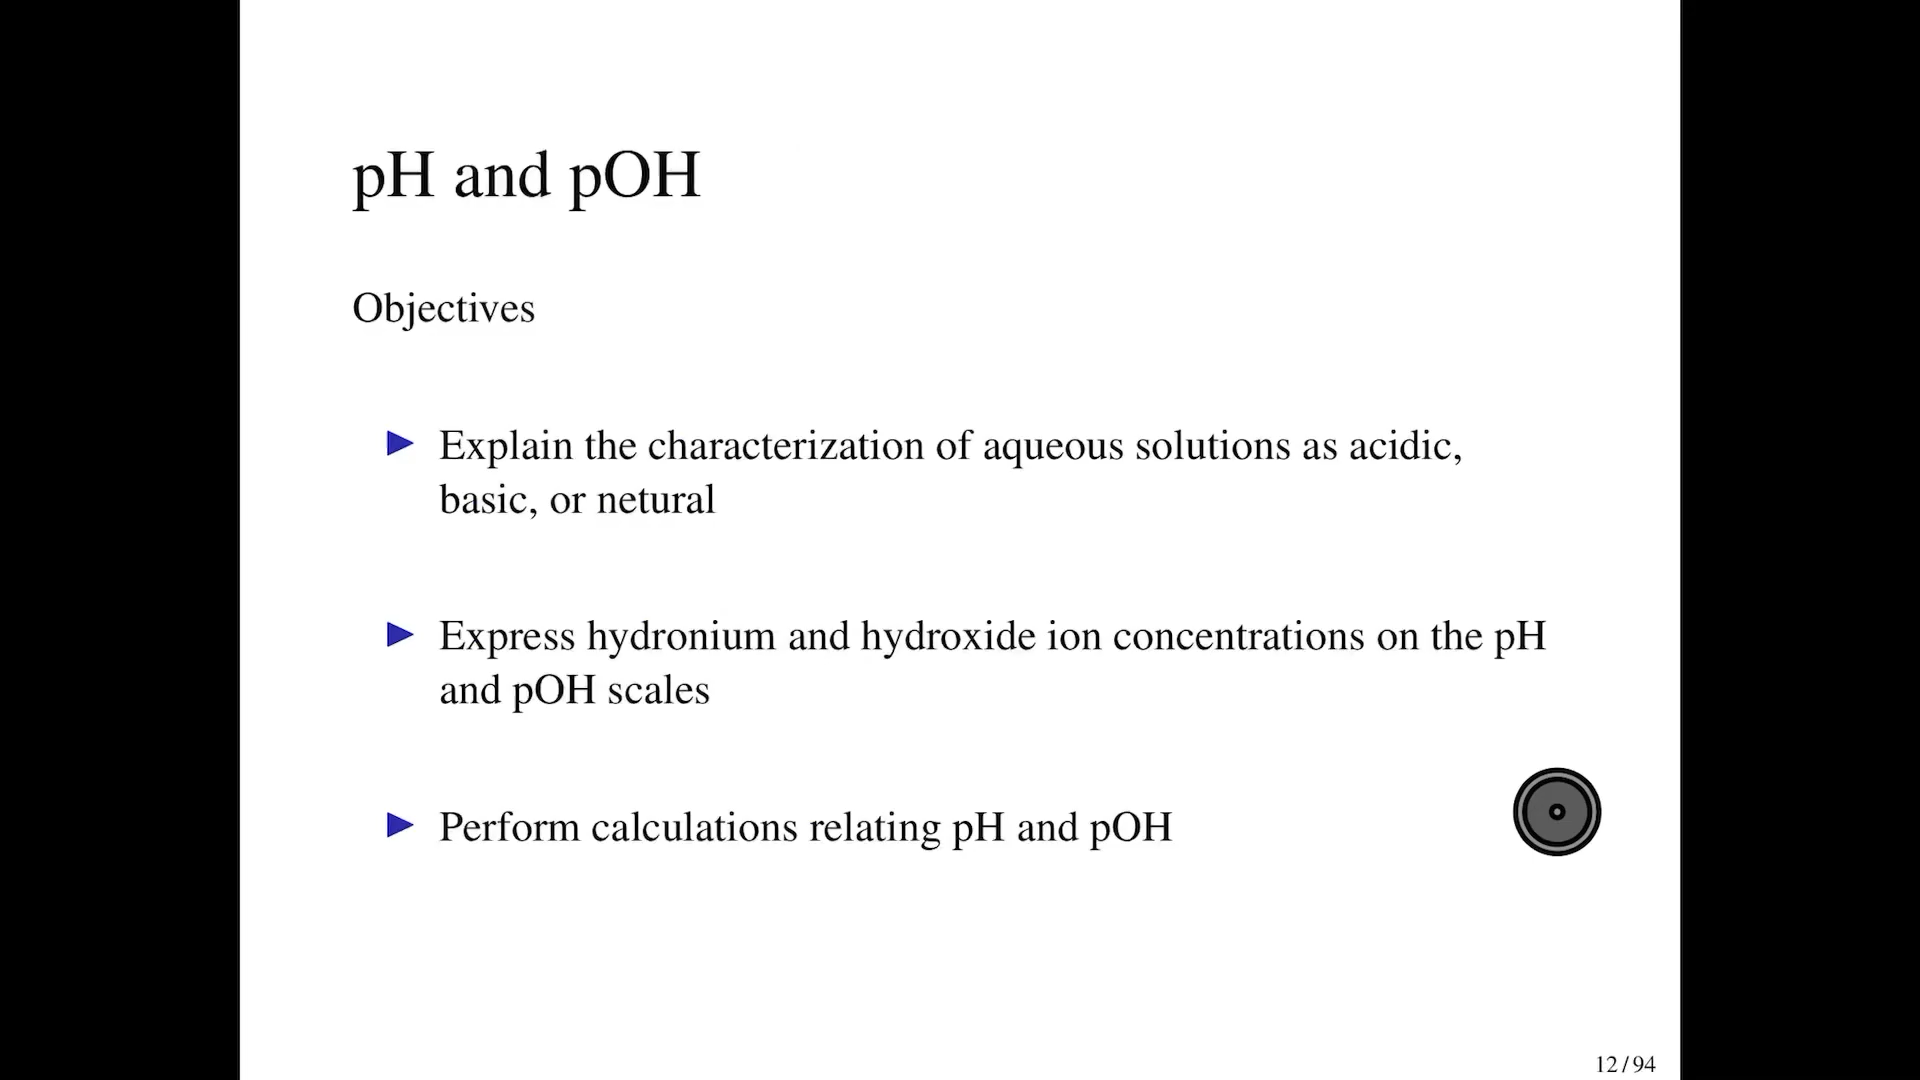 pH and pOH
Objectives
Explain the characterization of aqueous solutions as acidic,
basic, or netural
Express hydronium and hydroxide ion concentrations on the pH
and pOH scales
Perform calculations relating pH and pOH
12 / 94